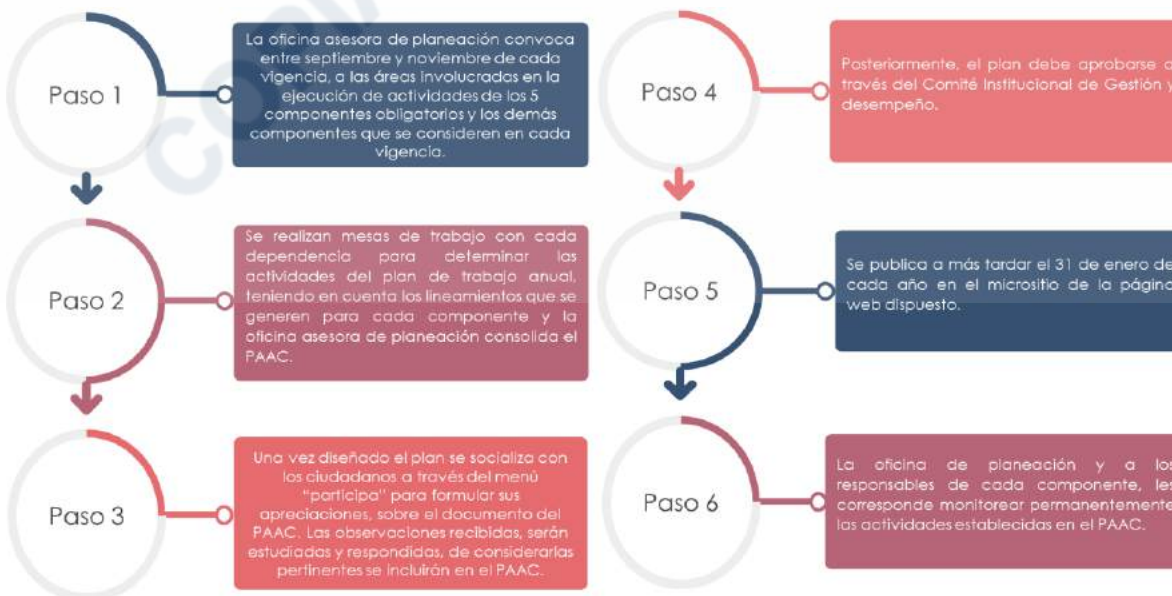 Paso 1
La oficina asesora de planeación convoca
entre septiembre y noviembre de cada
vigencia, a las áreas involucradas en la
ejecución de actividades de los 5
componentes obligatorios y los demás
componentes que se consideren en cada
vigencia.
Paso 2
Se realizan mesas de trabajo con cada
dependencia para determinar las
actividades del plan de trabajo anual,
teniendo en cuenta los lineamientos que se
generen para cada componente y la
oficina asesora de planeación consolida el
PAAC.
Paso 3
Una vez diseñado el plan se socializa con
los ciudadanos a través del menú
"participa" para formular sus
apreciaciones, sobre el documento del
PAAC. Las observaciones recibidas, serán
estudiadas y respondidas, de considerarlas
pertinentes se incluirán en el PAAC.
Paso 4
Posteriormente, el plan debe aprobarse a
través del Comité Institucional de Gestión y
desempeño.
Paso 5
Se publica a más tardar el 31 de enero de
cada año en el micrositio de la página
web dispuesto.
Paso 6
La oficina de planeación y a los
responsables de cada componente, les
corresponde monitorear permanentemente
las actividades establecidas en el PAAC.